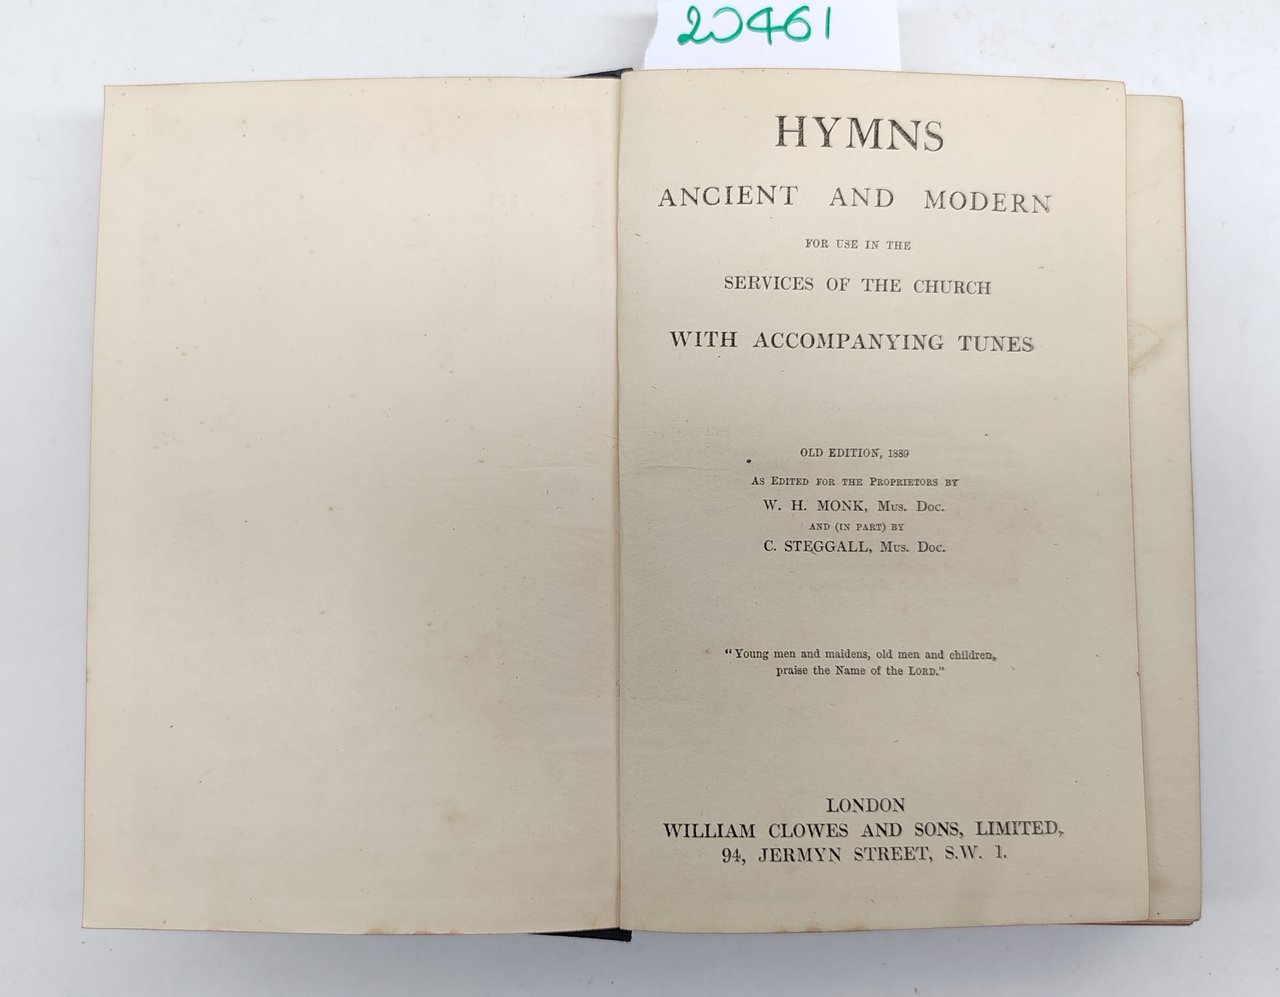 20461
HYMNS
ANCIENT AND MODERN
FOR USE IN THE
SERVICES OF THE CHURCH
WITH ACCOMPANYING TUNES
OLD EDITION, 1889
As Edited for the Proprietors by
W. H. MONK, Mus. Doc.
AND (IN PART) BY
C. STEGGALL, Mus. Doc.
"Young men and maidens, old men and children,
praise the Name of the LORD."
LONDON
WILLIAM CLOWES AND SONS, LIMITED,
94, JERMYN STREET, S.W. 1.